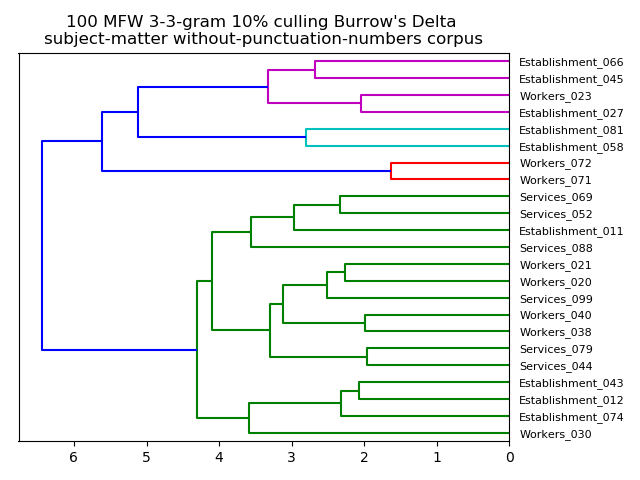 100 MFW 3-3-gram 10% culling Burrow's Delta
subject-matter without-punctuation-numbers corpus
Establishment_066
Establishment_045
Workers_023
Establishment_027
Establishment_081
Establishment_058
Workers_072
Workers_071
Services_069
Services_052
Establishment_011
Services_088
Workers_021
Workers_020
Services_099
Workers_040
Workers_038
Services_079
Services_044
Establishment_043
Establishment_012
Establishment_074
Workers_030
6 5 4 3 2 1 0